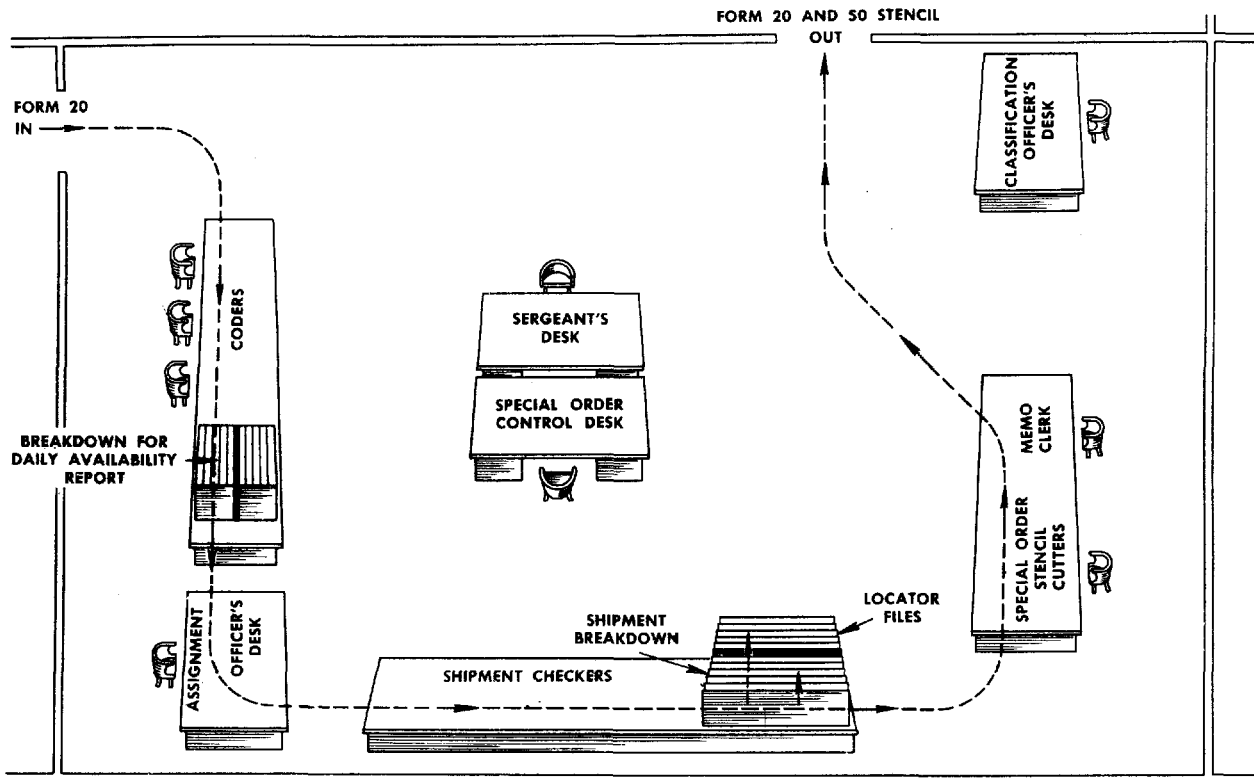 FORM 20 AND 50 STENCIL
OUT
FORM 20
IN
CLASSIFICATION
OFFICER'S
DESK
CODERS
SERGEANT'S
DESK
SPECIAL ORDER
CONTROL DESK
BREAKDOWN FOR
DAILY AVAILABILITY
REPORT
MEMO
CLERK
SPECIAL ORDER
STENCIL
CUTTERS
ASSIGNMENT
OFFICER'S
DESK
SHIPMENT
BREAKDOWN
LOCATOR
FILES
SHIPMENT CHECKERS